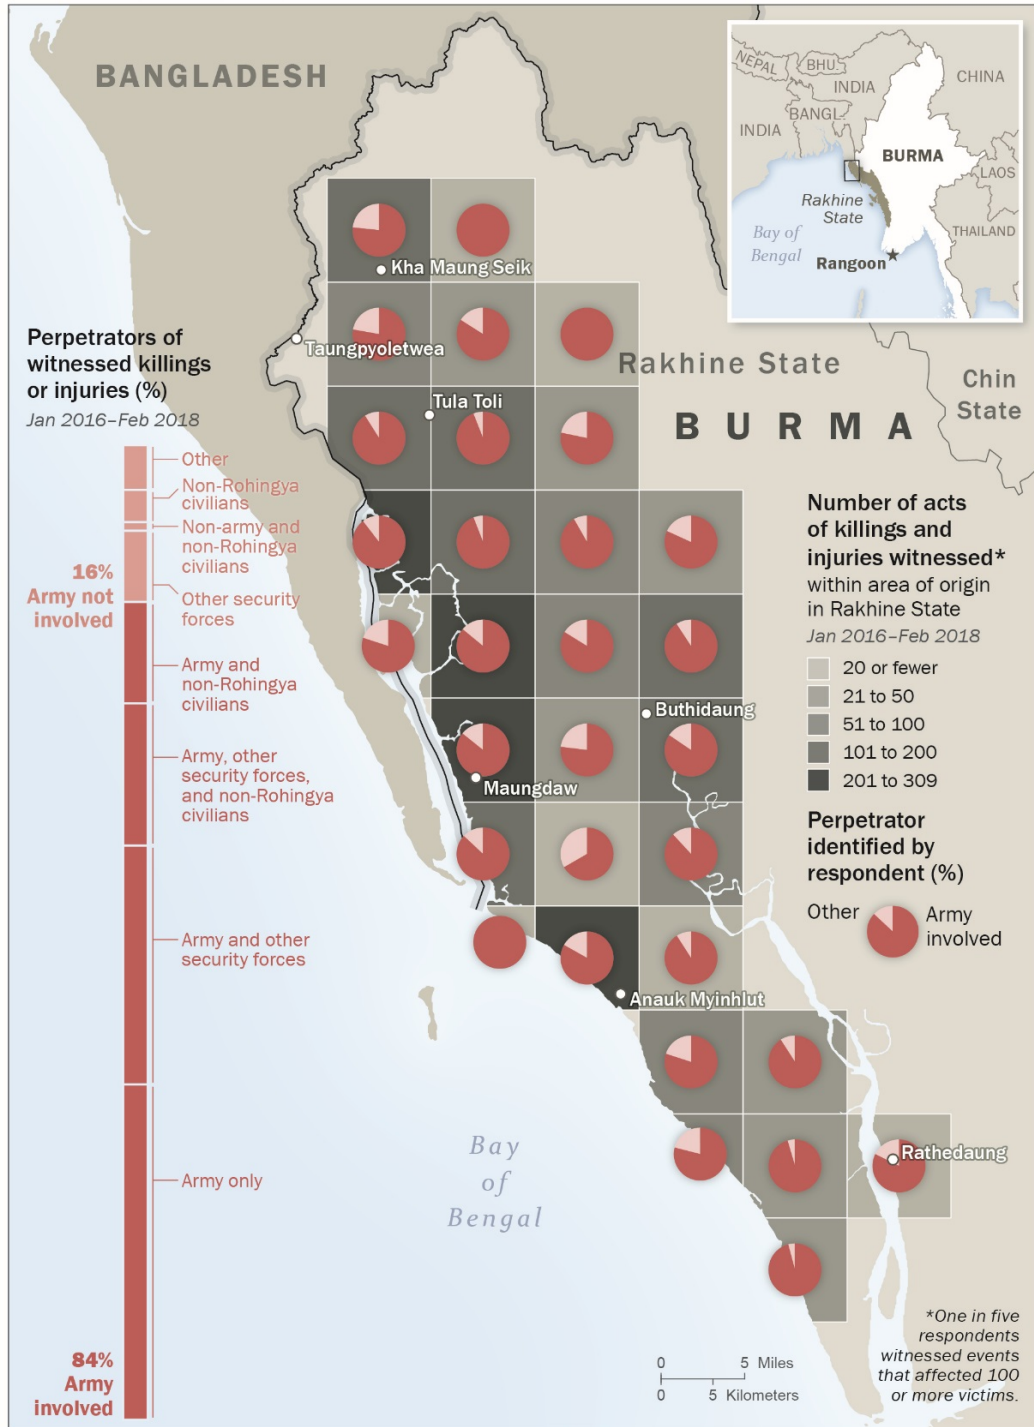 BANGLADESH
NEPAL
BHU.
CHINA
INDIA
BANGL.
INDIA
BURMA
LAOS
Rakhine
State
THAILAND
Bay of
Bengal
Rangoon
Kha Maung Seik
Taungpyoletwea
Rakhine State
Chin
State
Tula Toli
BURMA
Perpetrators of
witnessed killings
or injuries (%)
Jan 2016–Feb 2018
Other
Non-Rohingya
civilians
Non-army and
non-Rohingya
civilians
16%
Army not
involved
Other security
forces
Army and
non-Rohingya
civilians
Army, other
security forces,
and non-Rohingya
civilians
Army and other
security forces
Army only
84%
Army
involved
Buthidaung
Maungdaw
Anauk Myinhlut
Rathedaung
Bay
of
Bengal
Number of acts
of killings and
injuries witnessed*
within area of origin
in Rakhine State
Jan 2016–Feb 2018
20 or fewer
21 to 50
51 to 100
101 to 200
201 to 309
Perpetrator
identified by
respondent (%)
Other
Army
involved
0 5 Miles
0 5 Kilometers
*One in five
respondents
witnessed events
that affected 100
or more victims.